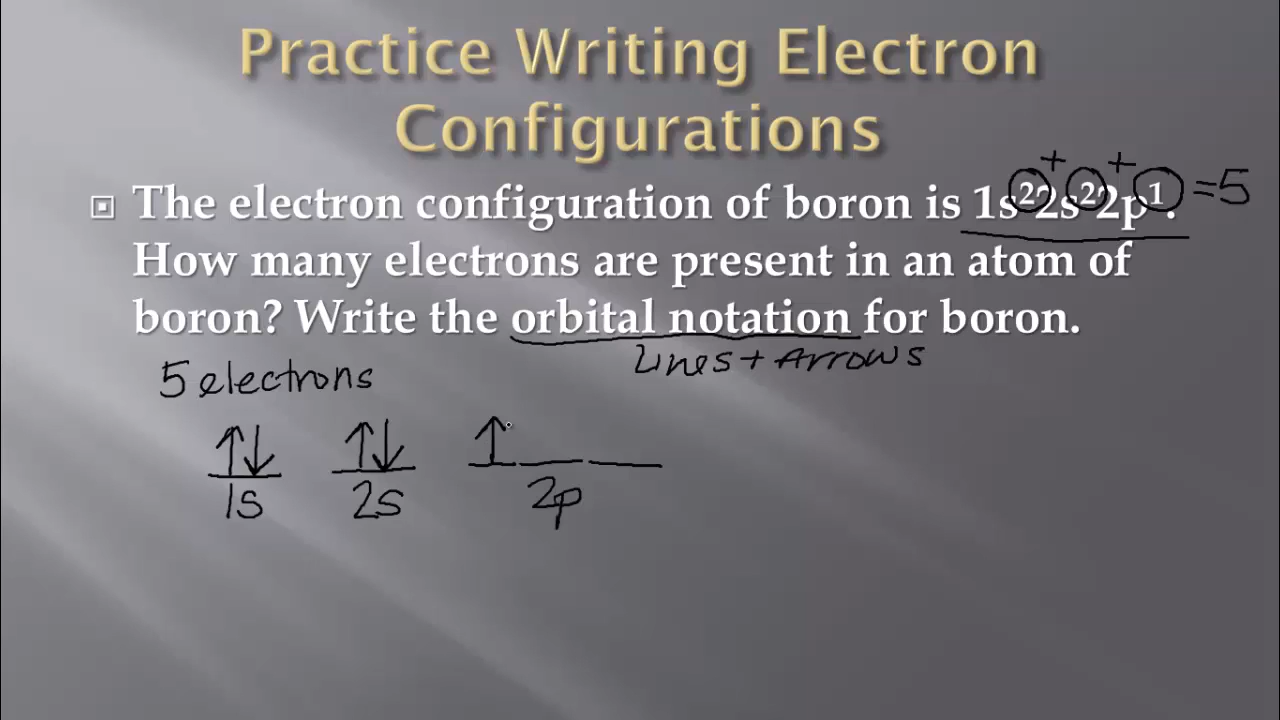 Practice Writing Electron
Configurations
+ +
The electron configuration of boron is 1s²2s²2p¹. =5
How many electrons are present in an atom of
boron? Write the orbital notation for boron.
Lines + Arrows
5 electrons
↑↓ ↑↓ ↑
1s 2s 2p